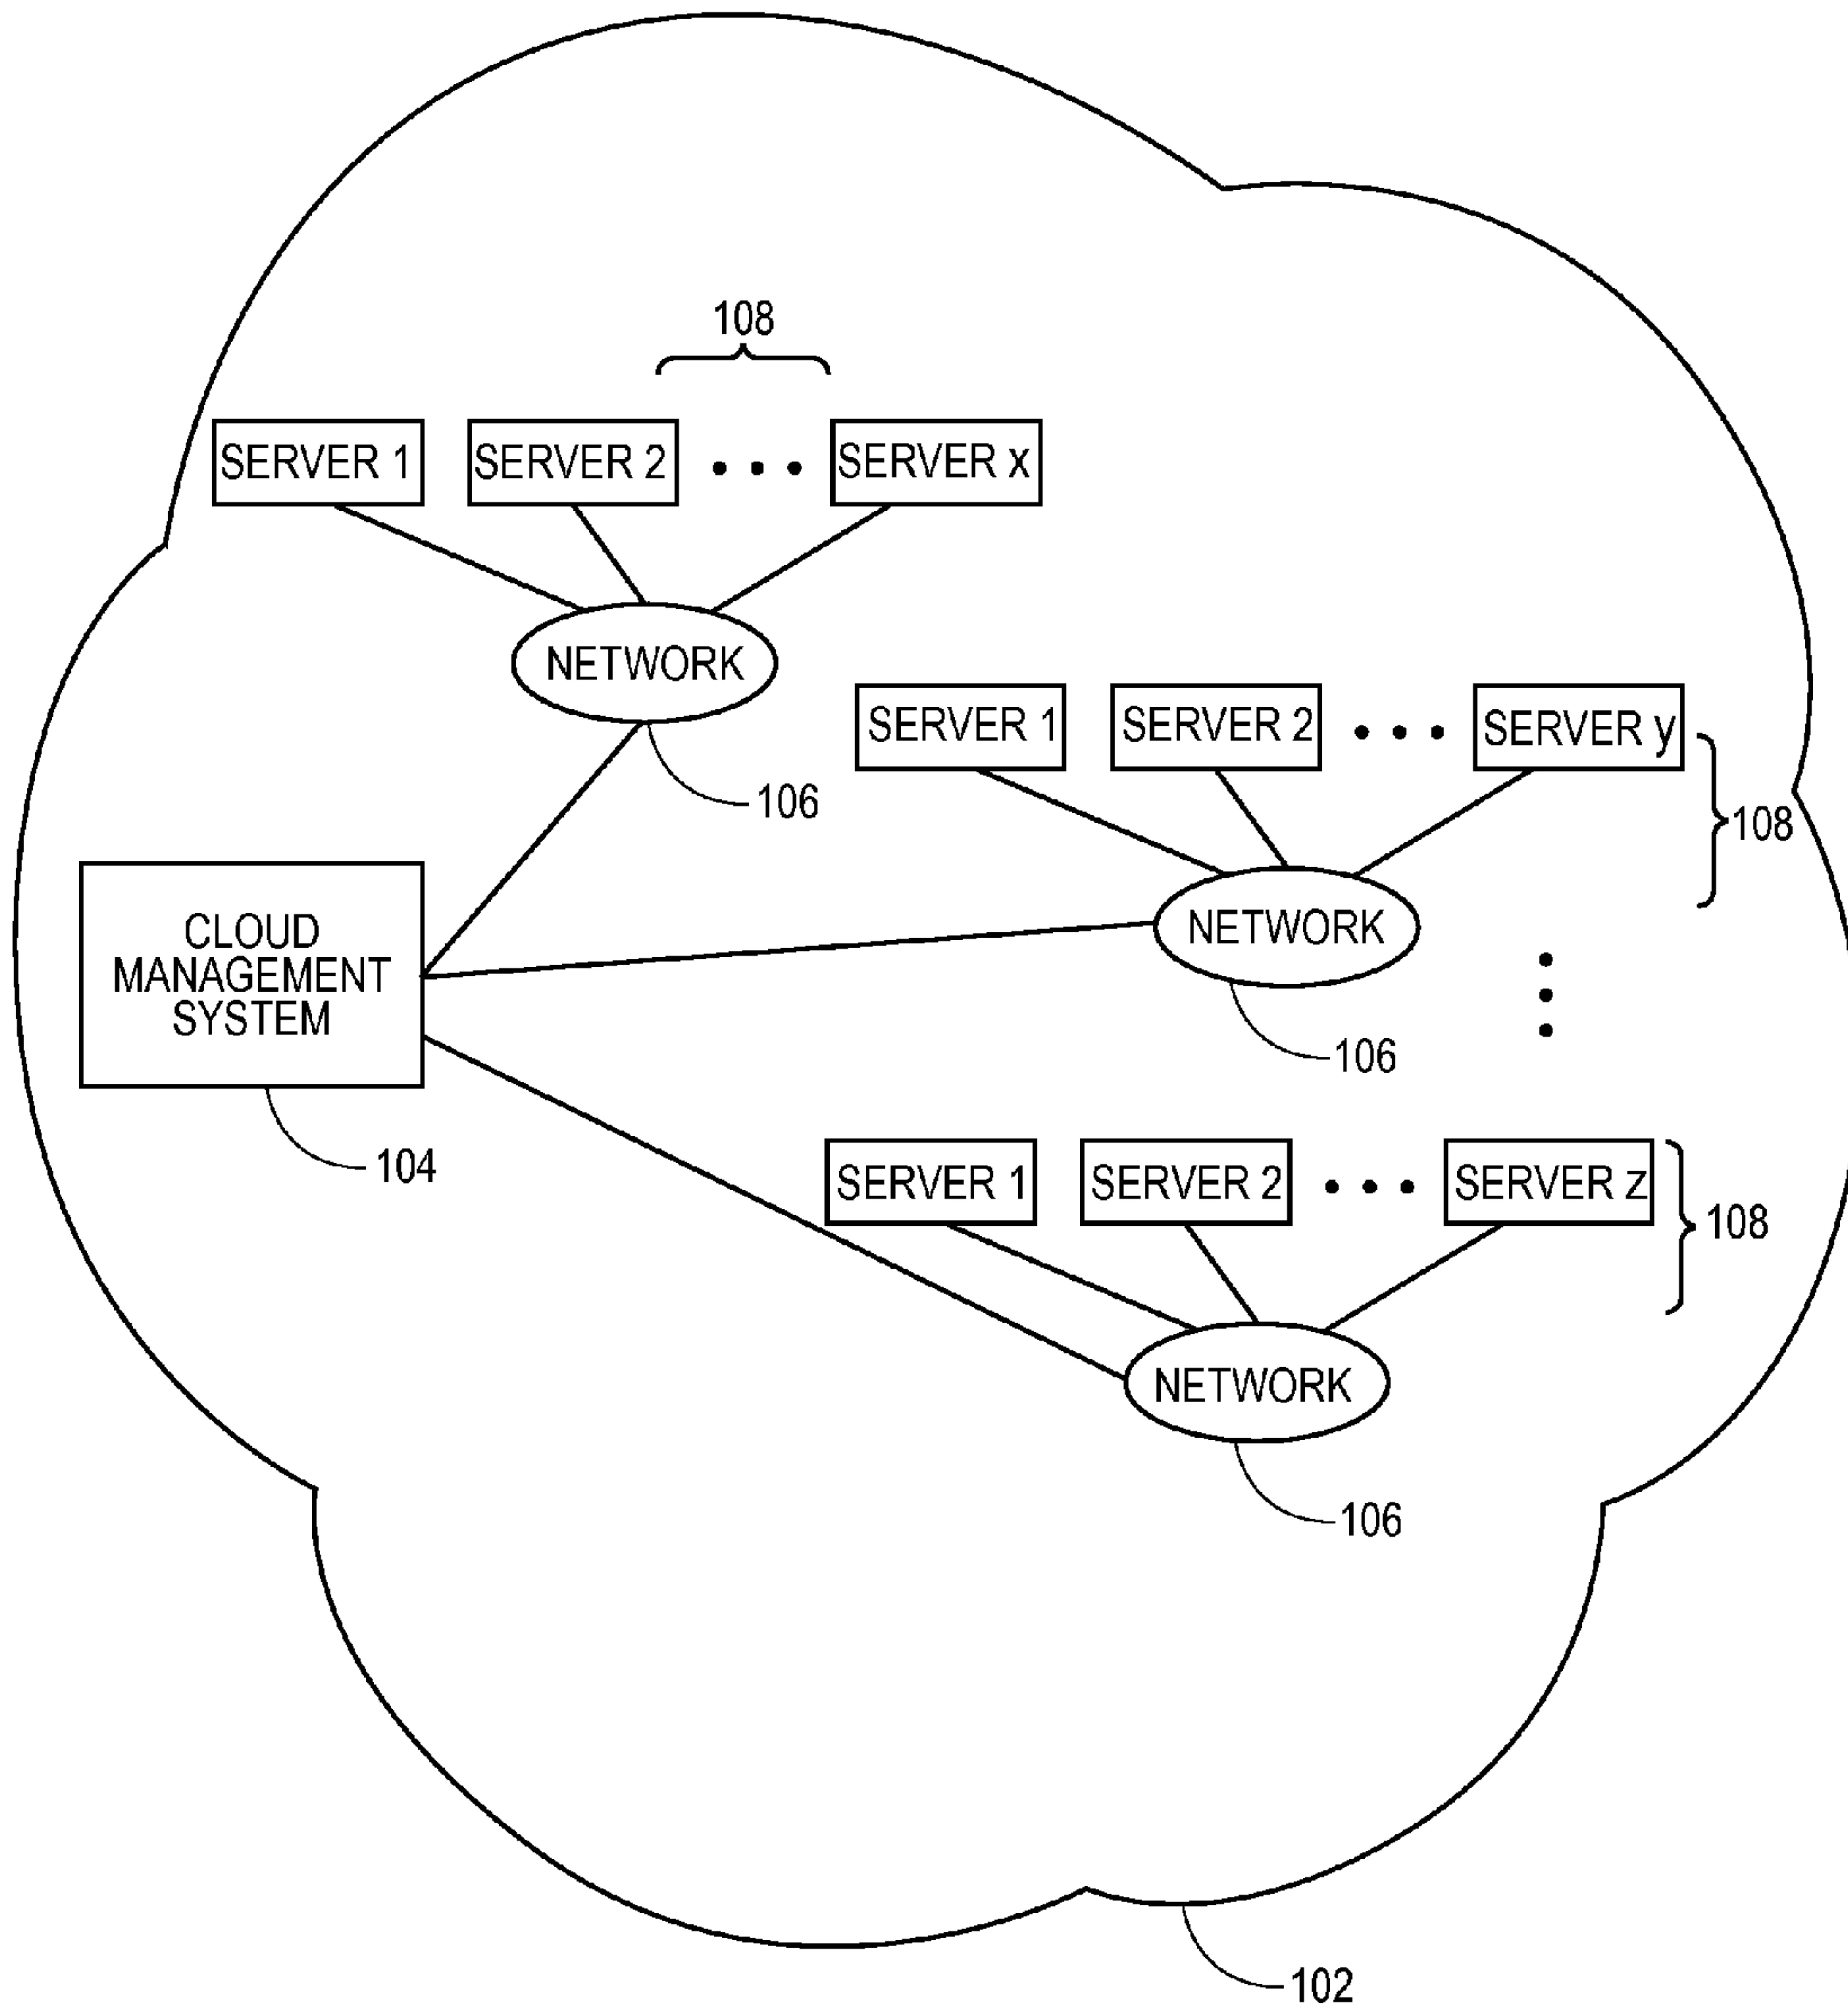 108
SERVER 1
SERVER 2
SERVER x
NETWORK
106
SERVER 1
SERVER 2
SERVER y
108
NETWORK
106
CLOUD
MANAGEMENT
SYSTEM
104
SERVER 1
SERVER 2
SERVER z
108
NETWORK
106
102